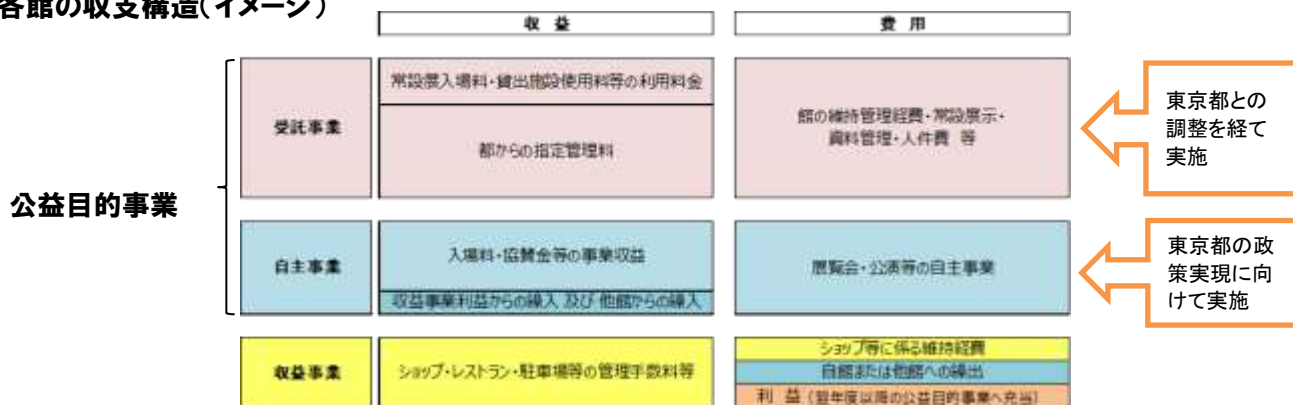 各館の収支構造(イメージ)
収 益
費 用
公益目的事業
受託事業
常設展入場料・貸出施設使用料等の利用料金
都からの指定管理料
館の維持管理経費・常設展示・
資料管理・人件費 等
東京都との
調整を経て
実施
自主事業
入場料・協賛金等の事業収益
収益事業利益からの繰入 及び 他館からの繰入
展覧会・公演等の自主事業
東京都の政
策実現に向
けて実施
収益事業
ショップ・レストラン・駐車場等の管理手数料等
ショップ等に係る維持経費
自館または他館への繰出
利 益(翌年度以降の公益目的事業へ充当)